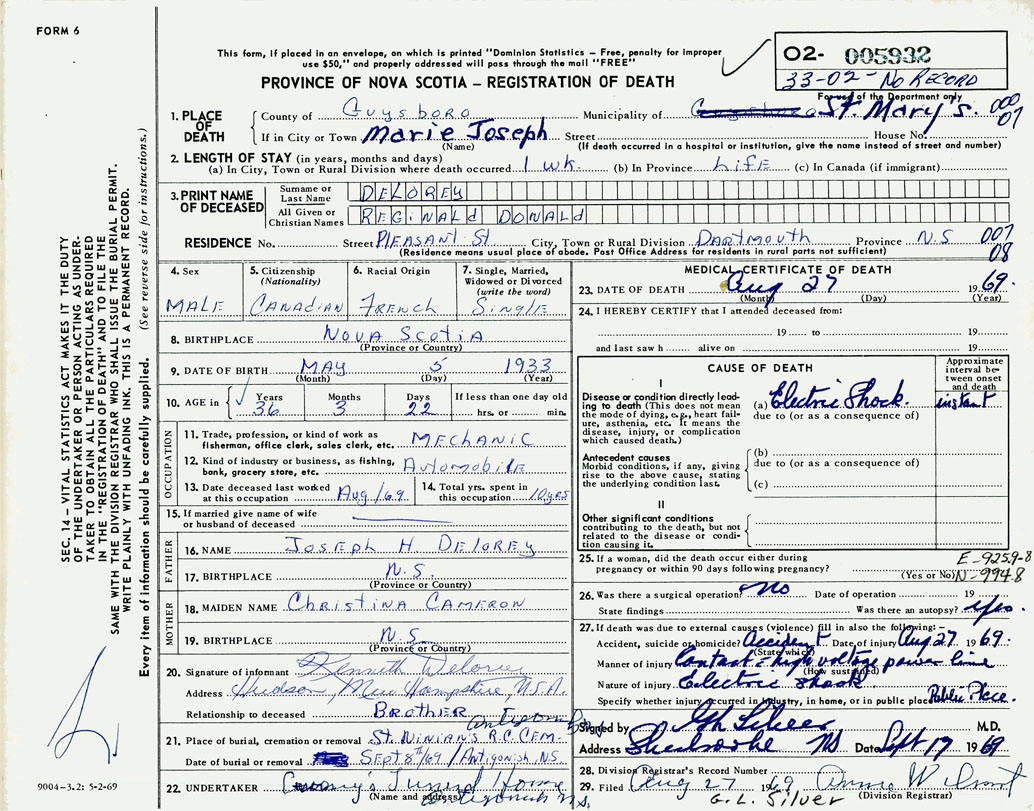 FORM 6
This form, if placed in an envelope, on which is printed "Dominion Statistics – Free, penalty for improper
use $50," and properly addressed will pass through the mail "FREE"
PROVINCE OF NOVA SCOTIA – REGISTRATION OF DEATH
02- 005932
33-02-No RECORD
For use of the Department only
1. PLACE OF DEATH
County of Guysboro Municipality of St. Mary's. 000 07
If in City or Town Marie Joseph Street House No.
(Name) (If death occurred in a hospital or institution, give the name instead of street and number)
2. LENGTH OF STAY (in years, months and days)
(a) In City, Town or Rural Division where death occurred 1 wk. (b) In Province LifE (c) In Canada (if immigrant)
3. PRINT NAME OF DECEASED
Surname or Last Name DELOREY
All Given or Christian Names REGINALd DONALd
RESIDENCE No. Street PlEASANT St City, Town or Rural Division DARTMOUTH Province N.S 007 08
(Residence means usual place of abode. Post Office Address for residents in rural parts not sufficient)
4. Sex MALE
5. Citizenship (Nationality) CANAdiAN
6. Racial Origin FRENCH
7. Single, Married, Widowed or Divorced (write the word) SiNglE
8. BIRTHPLACE NOVA SCOtiA
(Province or Country)
9. DATE OF BIRTH MAY 5 1933
(Month) (Day) (Year)
10. AGE in Years 36 Months 3 Days 22 If less than one day old hrs. or min.
OCCUPATION
11. Trade, profession, or kind of work as fisherman, office clerk, sales clerk, etc. MECHANIC
12. Kind of industry or business, as fishing, bank, grocery store, etc. AutomobilE
13. Date deceased last worked at this occupation Aug/69
14. Total yrs. spent in this occupation 10 yrs
15. If married give name of wife or husband of deceased
FATHER
16. NAME JOSEPH H DELOREY
17. BIRTHPLACE N.S.
(Province or Country)
MOTHER
18. MAIDEN NAME ChRistiNA CAMERON
19. BIRTHPLACE N.S.
(Province or Country)
20. Signature of informant Kenneth Delorey
Address Hudson, New Hampshire, U.S.A.
Relationship to deceased BROTHER
21. Place of burial, cremation or removal St. NINIAN'S R.C. CEM.
Date of burial or removal SEPT 8th/69 / Antigonish, N.S.
22. UNDERTAKER Funeral Home
(Name and address) Antigonish N.S.
MEDICAL CERTIFICATE OF DEATH
23. DATE OF DEATH Aug 27 1969.
(Month) (Day) (Year)
24. I HEREBY CERTIFY that I attended deceased from:
19 to 19
and last saw h alive on 19
CAUSE OF DEATH
Approximate interval between onset and death
I
Disease or condition directly leading to death (This does not mean the mode of dying, e.g., heart failure, asthenia, etc. It means the disease, injury, or complication which caused death.)
(a) Electric Shock. instant
due to (or as a consequence of)
Antecedent causes
Morbid conditions, if any, giving rise to the above cause, stating the underlying condition last.
(b)
due to (or as a consequence of)
(c)
II
Other significant conditions contributing to the death, but not related to the disease or condition causing it.
25. If a woman, did the death occur either during pregnancy or within 90 days following pregnancy?
(Yes or No)
E-925.9-8
N-994.8
26. Was there a surgical operation? No Date of operation 19
State findings Was there an autopsy? yes.
27. If death was due to external causes (violence) fill in also the following:–
Accident, suicide or homicide? Accident Date of injury Aug 27 1969.
(State which)
Manner of injury Contact - high voltage power line
(How sustained)
Nature of injury Electric shock.
Specify whether injury occurred in industry, in home, or in public place Public Place.
Signed by M.D.
Address Sherbrooke NS Date Sept 17 1969
28. Division Registrar's Record Number
29. Filed Aug 27 1969
(Division Registrar)
G. L. Silver
SEC. 14 – VITAL STATISTICS ACT MAKES IT THE DUTY
OF THE UNDERTAKER OR PERSON ACTING AS UNDER-
TAKER TO OBTAIN ALL THE PARTICULARS REQUIRED
IN THE "REGISTRATION OF DEATH" AND TO FILE THE
SAME WITH THE DIVISION REGISTRAR WHO SHALL ISSUE THE BURIAL PERMIT.
WRITE PLAINLY WITH UNFADING INK. THIS IS A PERMANENT RECORD.
Every item of information should be carefully supplied. (See reverse side for instructions.)
9004-3.2: 5-2-69